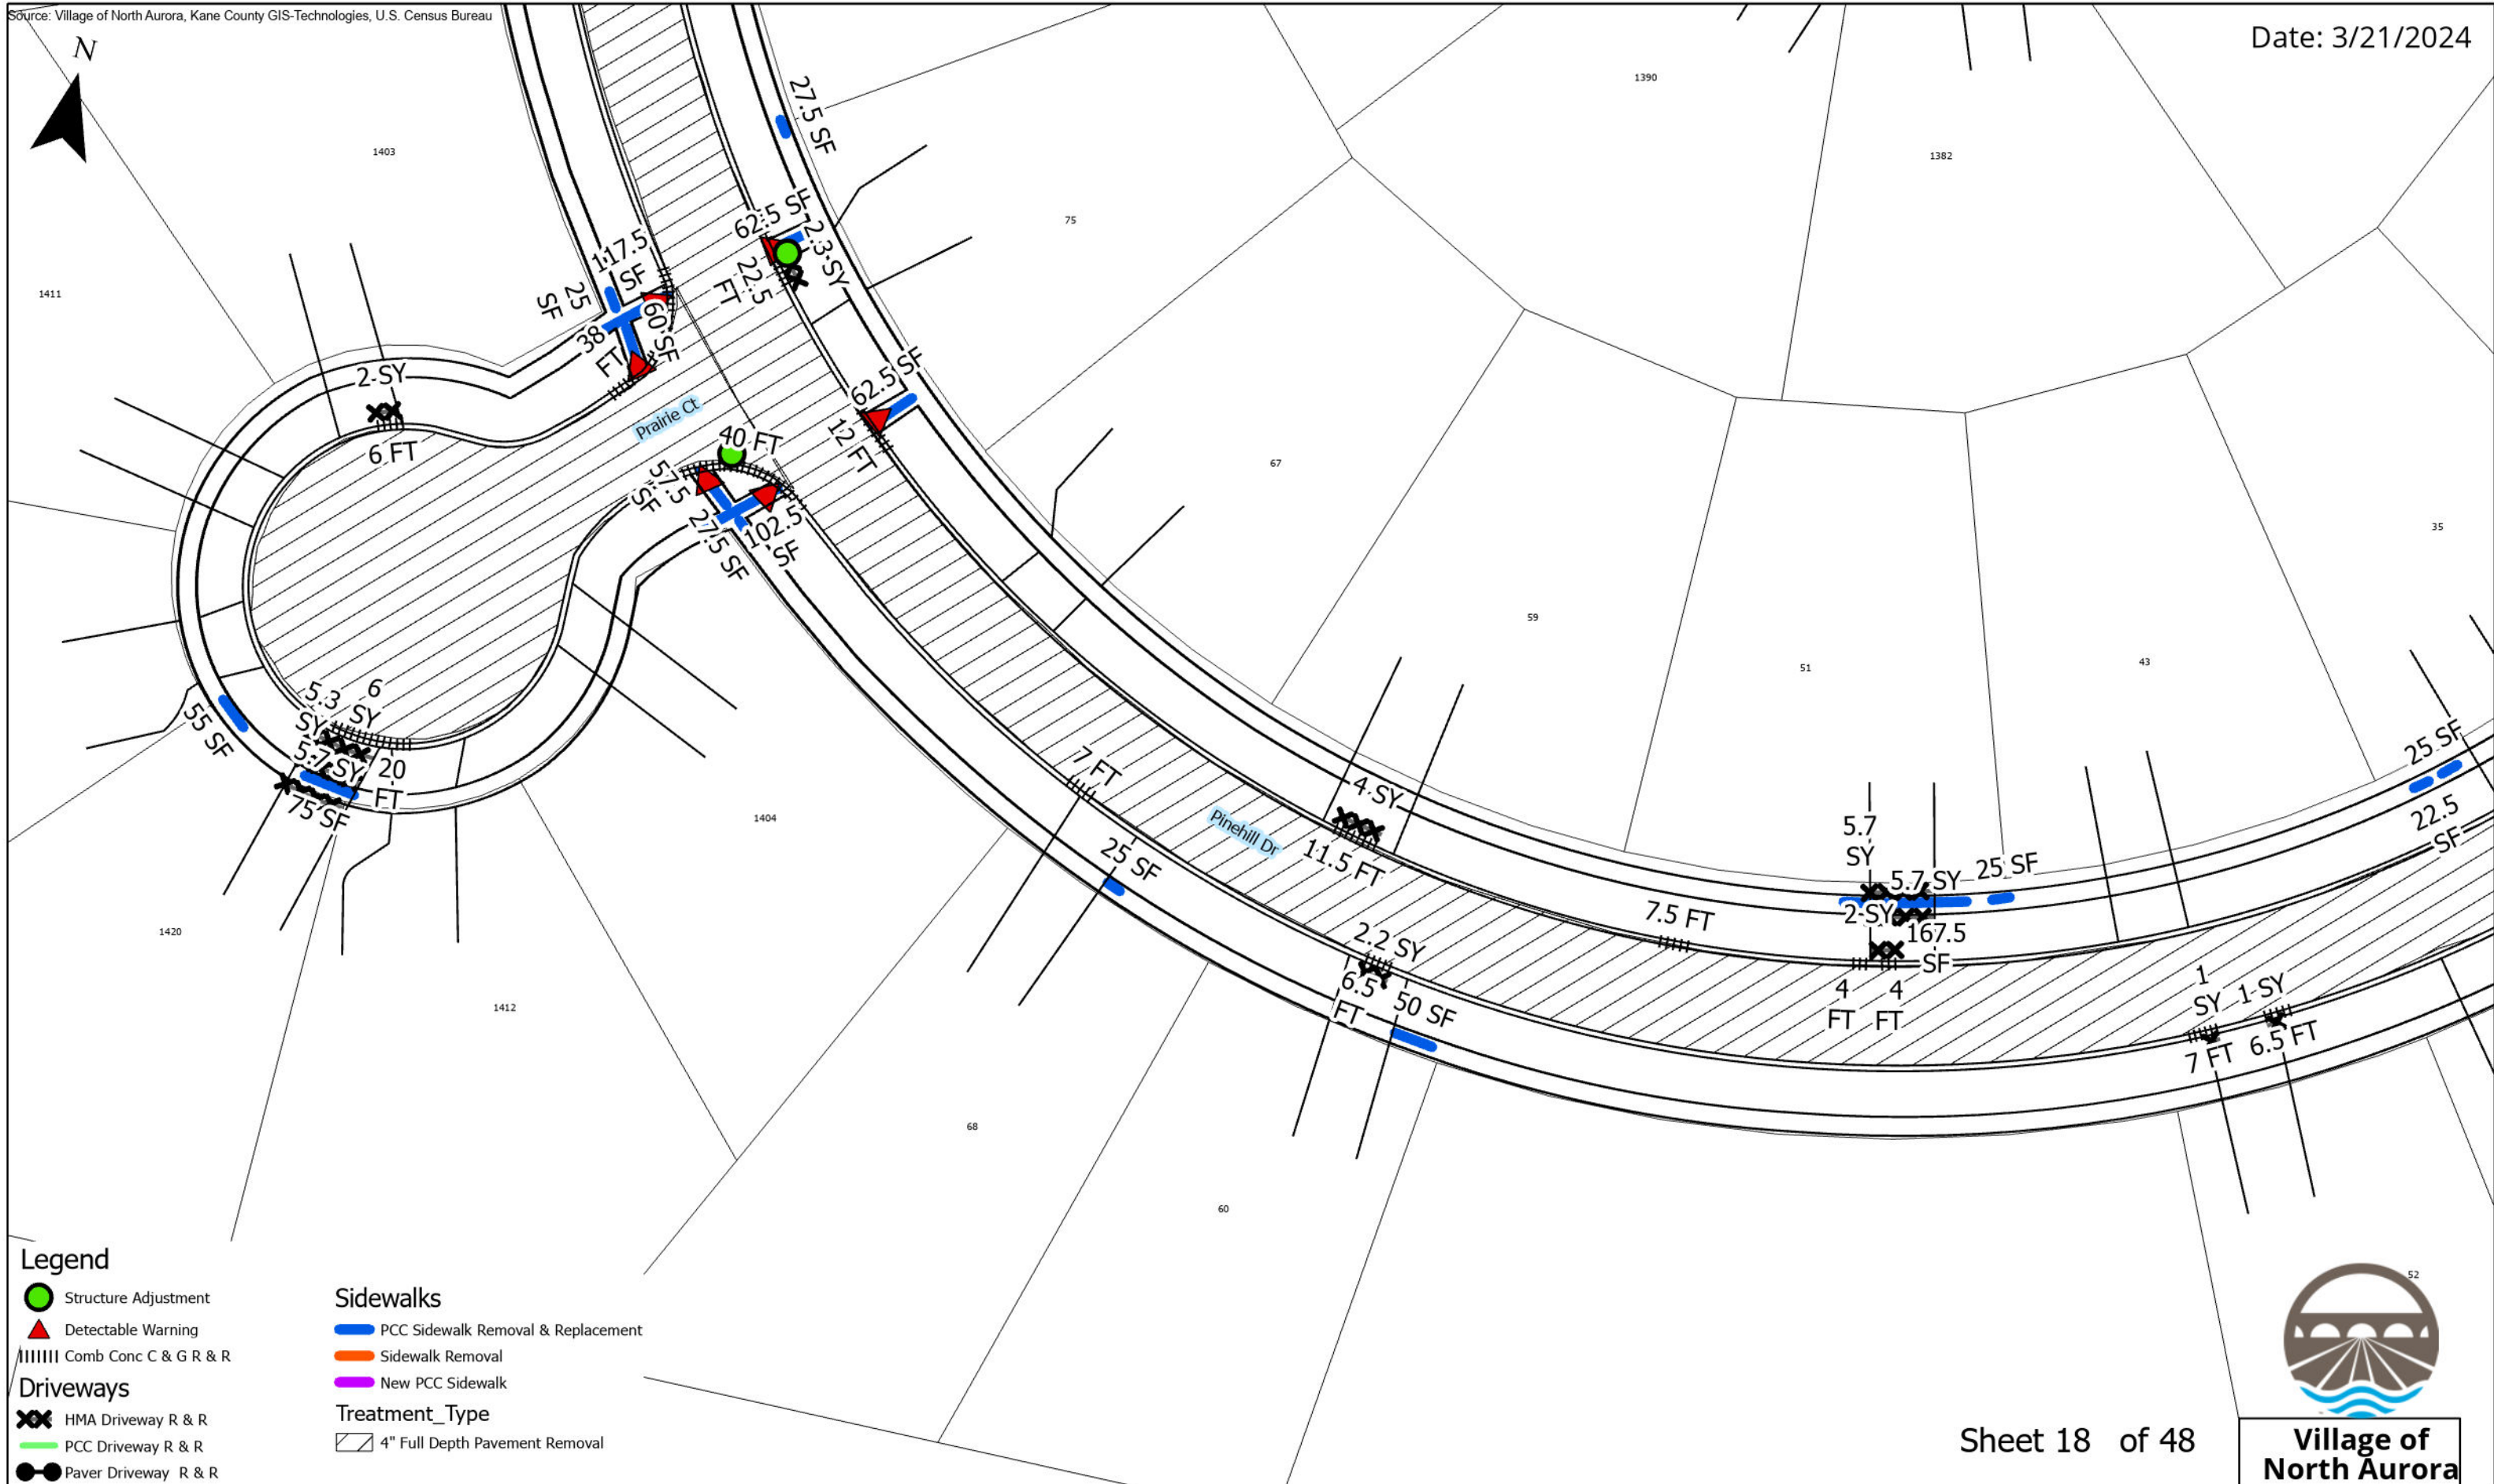 Source: Village of North Aurora, Kane County GIS-Technologies, U.S. Census Bureau
Date: 3/21/2024
N
1403
1411
1390
1382
75
67
59
51
43
35
27.5 SF
62.5 SF
2.3 SY
22.5
FT
117.5
SF
25
SF
60 SF
38
FT
2 SY
6 FT
Prairie Ct
40 FT
62.5 SF
12
FT
57.5
SF
27.5 SF
102.5
SF
55 SF
5.3
SY
6
SY
5.7 SY
20
FT
75 SF
7 FT
25 SF
Pinehill Dr
4 SY
11.5 FT
2.2 SY
6.5
FT
50 SF
7.5 FT
5.7
SY
5.7 SY
25 SF
2 SY
167.5
SF
4
FT
4
FT
25 SF
22.5
SF
1
SY
1 SY
7 FT
6.5 FT
1404
1420
1412
68
60
52
Legend
Structure Adjustment
Detectable Warning
Comb Conc C & G R & R
Driveways
HMA Driveway R & R
PCC Driveway R & R
Paver Driveway R & R
Sidewalks
PCC Sidewalk Removal & Replacement
Sidewalk Removal
New PCC Sidewalk
Treatment_Type
4" Full Depth Pavement Removal
Sheet 18 of 48
Village of
North Aurora